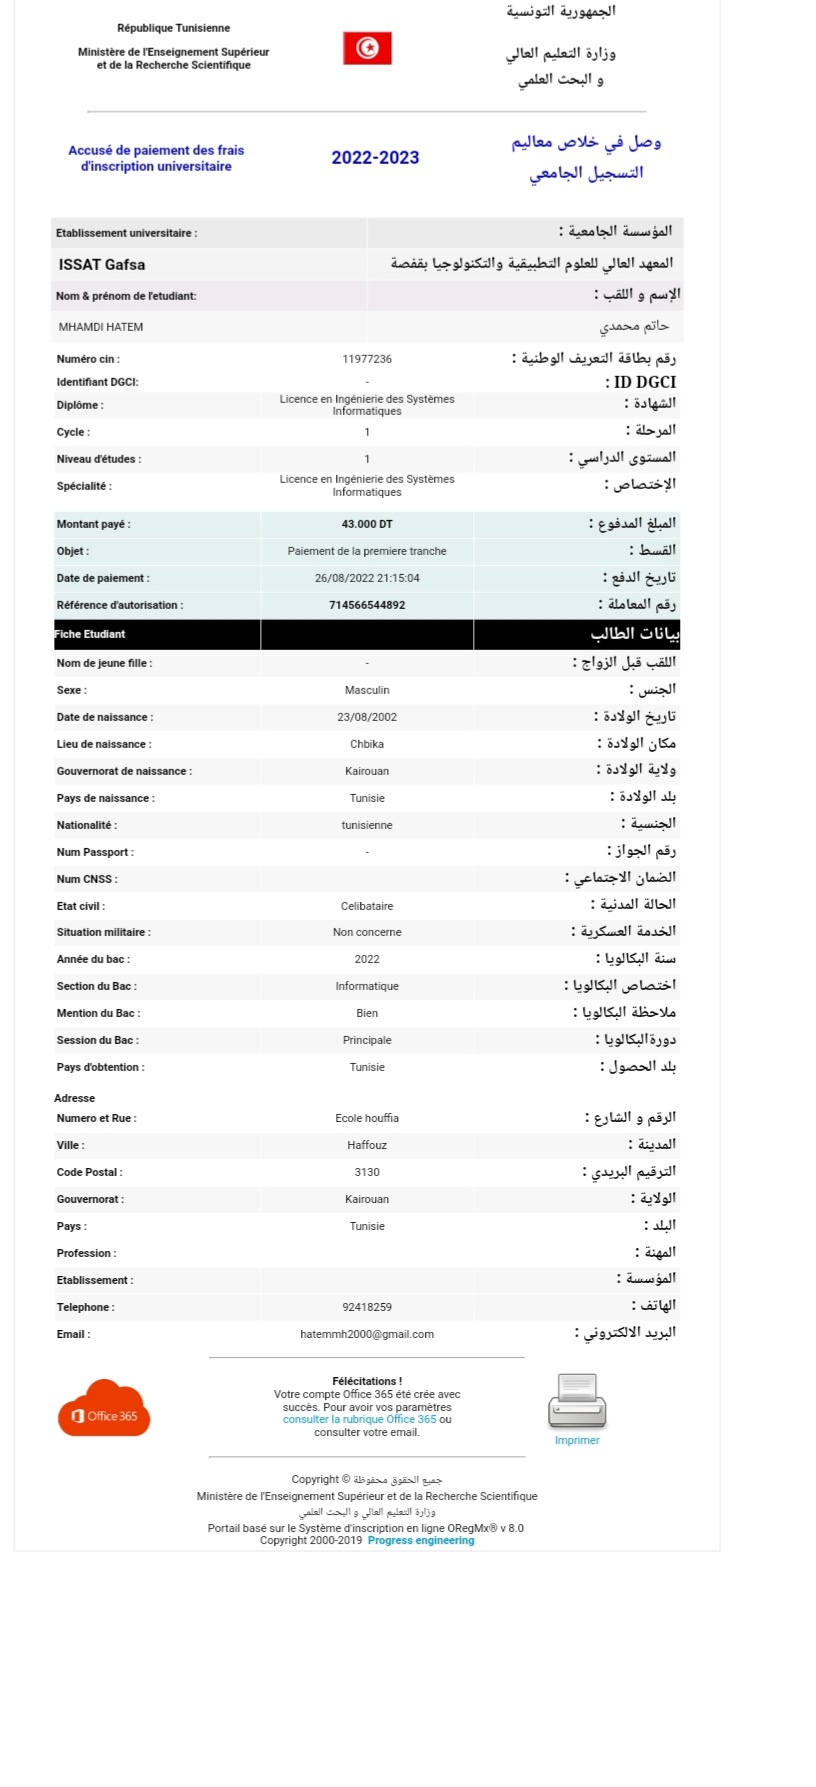 الجمهورية التونسية
République Tunisienne
وزارة التعليم العالي
Ministère de l'Enseignement Supérieur
et de la Recherche Scientifique
و البحث العلمي
وصل في خلاص معاليم
Accusé de paiement des frais
2022-2023
d'inscription universitaire
التسجيل الجامعي
Etablissement universitaire : المؤسسة الجامعية :
ISSAT Gafsa المعهد العالي للعلوم التطبيقية والتكنولوجيا بقفصة
Nom & prénom de l'etudiant: الإسم و اللقب :
MHAMDI HATEM حاتم محمدي
Numéro cin : 11977236 رقم بطاقة التعريف الوطنية :
Identifiant DGCI: - ID DGCI :
Diplôme : Licence en Ingénierie des Systèmes الشهادة :
Informatiques
Cycle : 1 المرحلة :
Niveau d'études : 1 المستوى الدراسي :
Spécialité : Licence en Ingénierie des Systèmes الإختصاص :
Informatiques
Montant payé : 43.000 DT المبلغ المدفوع :
Objet : Paiement de la premiere tranche القسط :
Date de paiement : 26/08/2022 21:15:04 تاريخ الدفع :
Référence d'autorisation : 714566544892 رقم المعاملة :
Fiche Etudiant بيانات الطالب
Nom de jeune fille : - اللقب قبل الزواج :
Sexe : Masculin الجنس :
Date de naissance : 23/08/2002 تاريخ الولادة :
Lieu de naissance : Chbika مكان الولادة :
Gouvernorat de naissance : Kairouan ولاية الولادة :
Pays de naissance : Tunisie بلد الولادة :
Nationalité : tunisienne الجنسية :
Num Passport : - رقم الجواز :
Num CNSS : الضمان الاجتماعي :
Etat civil : Celibataire الحالة المدنية :
Situation militaire : Non concerne الخدمة العسكرية :
Année du bac : 2022 سنة البكالويا :
Section du Bac : Informatique اختصاص البكالويا :
Mention du Bac : Bien ملاحظة البكالويا :
Session du Bac : Principale دورةالبكالويا :
Pays d'obtention : Tunisie بلد الحصول :
Adresse
Numero et Rue : Ecole houffia الرقم و الشارع :
Ville : Haffouz المدينة :
Code Postal : 3130 الترقيم البريدي :
Gouvernorat : Kairouan الولاية :
Pays : Tunisie البلد :
Profession : المهنة :
Etablissement : المؤسسة :
Telephone : 92418259 الهاتف :
Email : hatemmh2000@gmail.com البريد الالكتروني :
Office 365
Félécitations !
Votre compte Office 365 été crée avec
succès. Pour avoir vos paramètres
consulter la rubrique Office 365 ou
consulter votre email.
Imprimer
Copyright © جميع الحقوق محفوظة
Ministère de l'Enseignement Supérieur et de la Recherche Scientifique
وزارة التعليم العالي و البحث العلمي
Portail basé sur le Système d'inscription en ligne ORegMx® v 8.0
Copyright 2000-2019 Progress engineering